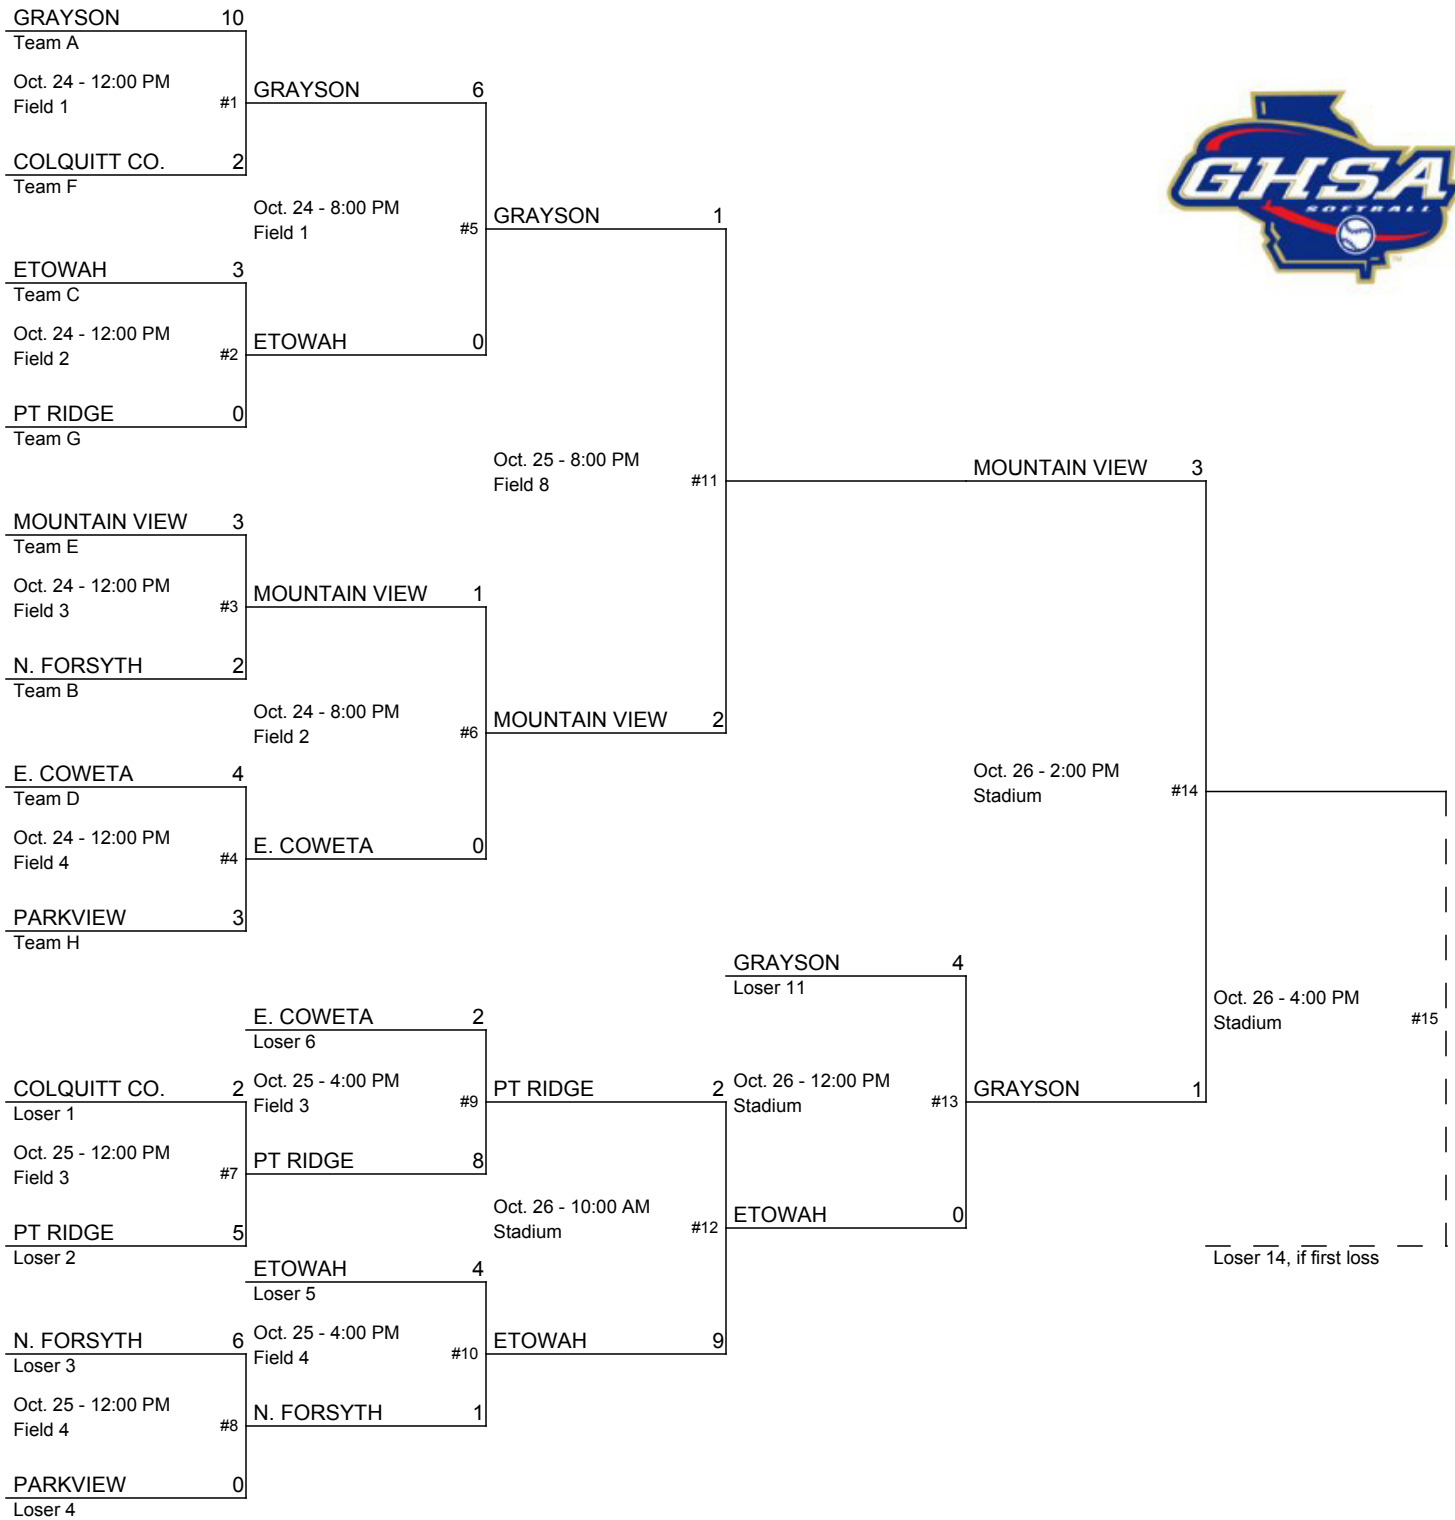 GRAYSON 10
Team A
Oct. 24 - 12:00 PM
Field 1
#1
COLQUITT CO. 2
Team F
GRAYSON 6
Oct. 24 - 8:00 PM
Field 1
#5
ETOWAH 3
Team C
Oct. 24 - 12:00 PM
Field 2
#2
PT RIDGE 0
Team G
ETOWAH 0
GRAYSON 1
Oct. 25 - 8:00 PM
Field 8
#11
MOUNTAIN VIEW 3
Team E
Oct. 24 - 12:00 PM
Field 3
#3
N. FORSYTH 2
Team B
MOUNTAIN VIEW 1
Oct. 24 - 8:00 PM
Field 2
#6
MOUNTAIN VIEW 2
E. COWETA 4
Team D
Oct. 24 - 12:00 PM
Field 4
#4
PARKVIEW 3
Team H
E. COWETA 0
GHSA
SOFTBALL
TM
MOUNTAIN VIEW 3
Oct. 26 - 2:00 PM
Stadium
#14
E. COWETA 2
Loser 6
Oct. 25 - 4:00 PM
Field 3
#9
COLQUITT CO. 2
Loser 1
Oct. 25 - 12:00 PM
Field 3
#7
PT RIDGE 5
Loser 2
PT RIDGE 8
PT RIDGE 2
Oct. 26 - 10:00 AM
Stadium
#12
ETOWAH 4
Loser 5
Oct. 25 - 4:00 PM
Field 4
#10
N. FORSYTH 6
Loser 3
Oct. 25 - 12:00 PM
Field 4
#8
PARKVIEW 0
Loser 4
N. FORSYTH 1
ETOWAH 9
GRAYSON 4
Loser 11
Oct. 26 - 12:00 PM
Stadium
#13
ETOWAH 0
GRAYSON 1
Oct. 26 - 4:00 PM
Stadium
#15
Loser 14, if first loss